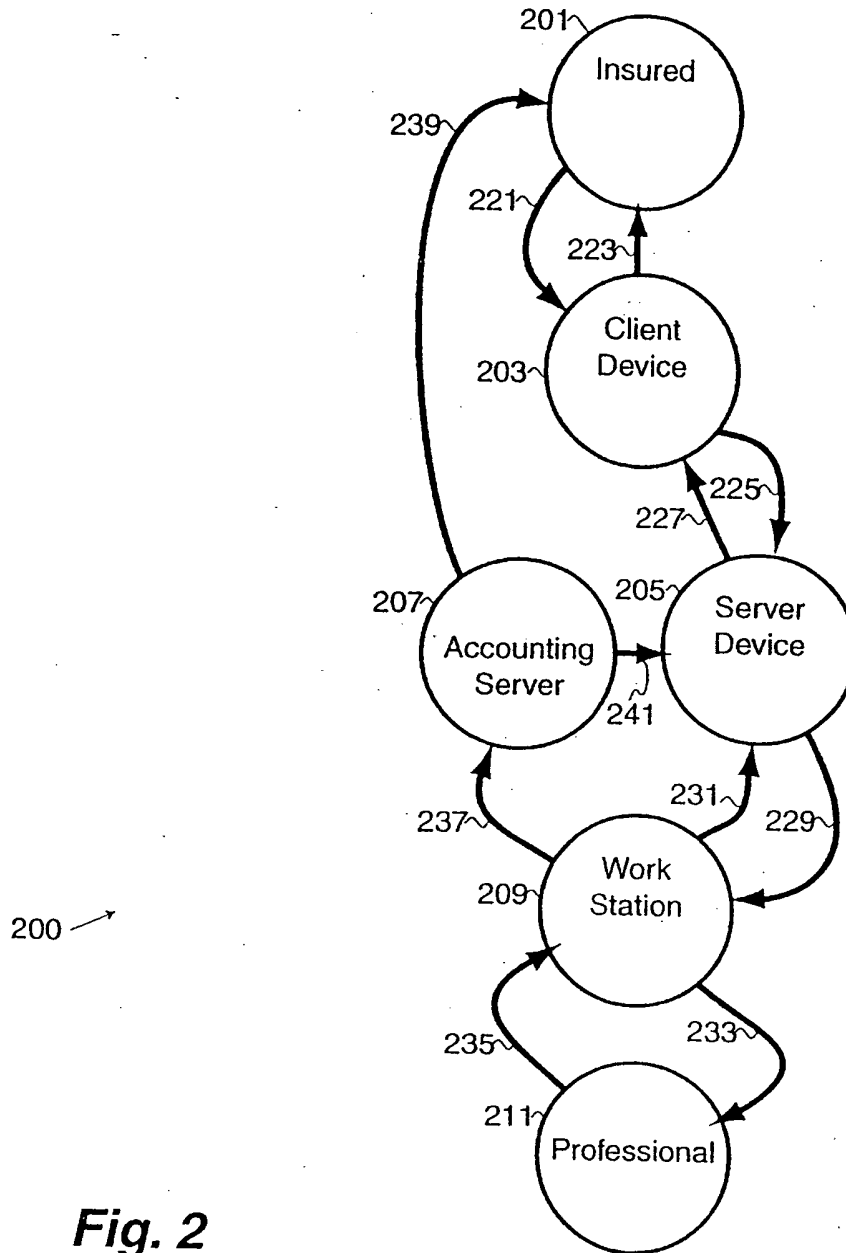 201
Insured
239
221
223
Client
Device
203
225
227
207
205
Server
Device
Accounting
Server
241
231
229
237
Work
Station
209
200
235
233
211
Professional
Fig. 2